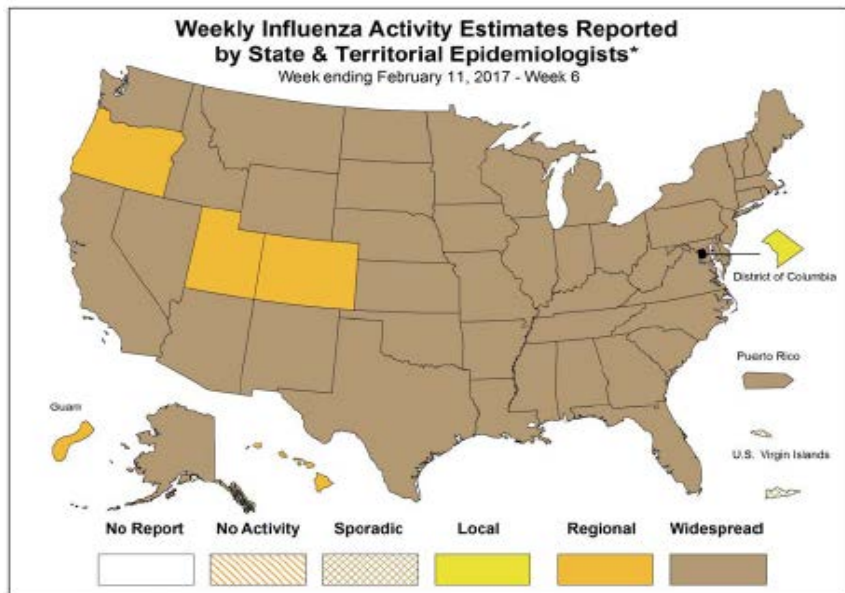 Weekly Influenza Activity Estimates Reported
by State & Territorial Epidemiologists*
Week ending February 11, 2017 - Week 6
District of Columbia
Puerto Rico
Guam
U.S. Virgin Islands
No Report No Activity Sporadic Local Regional Widespread